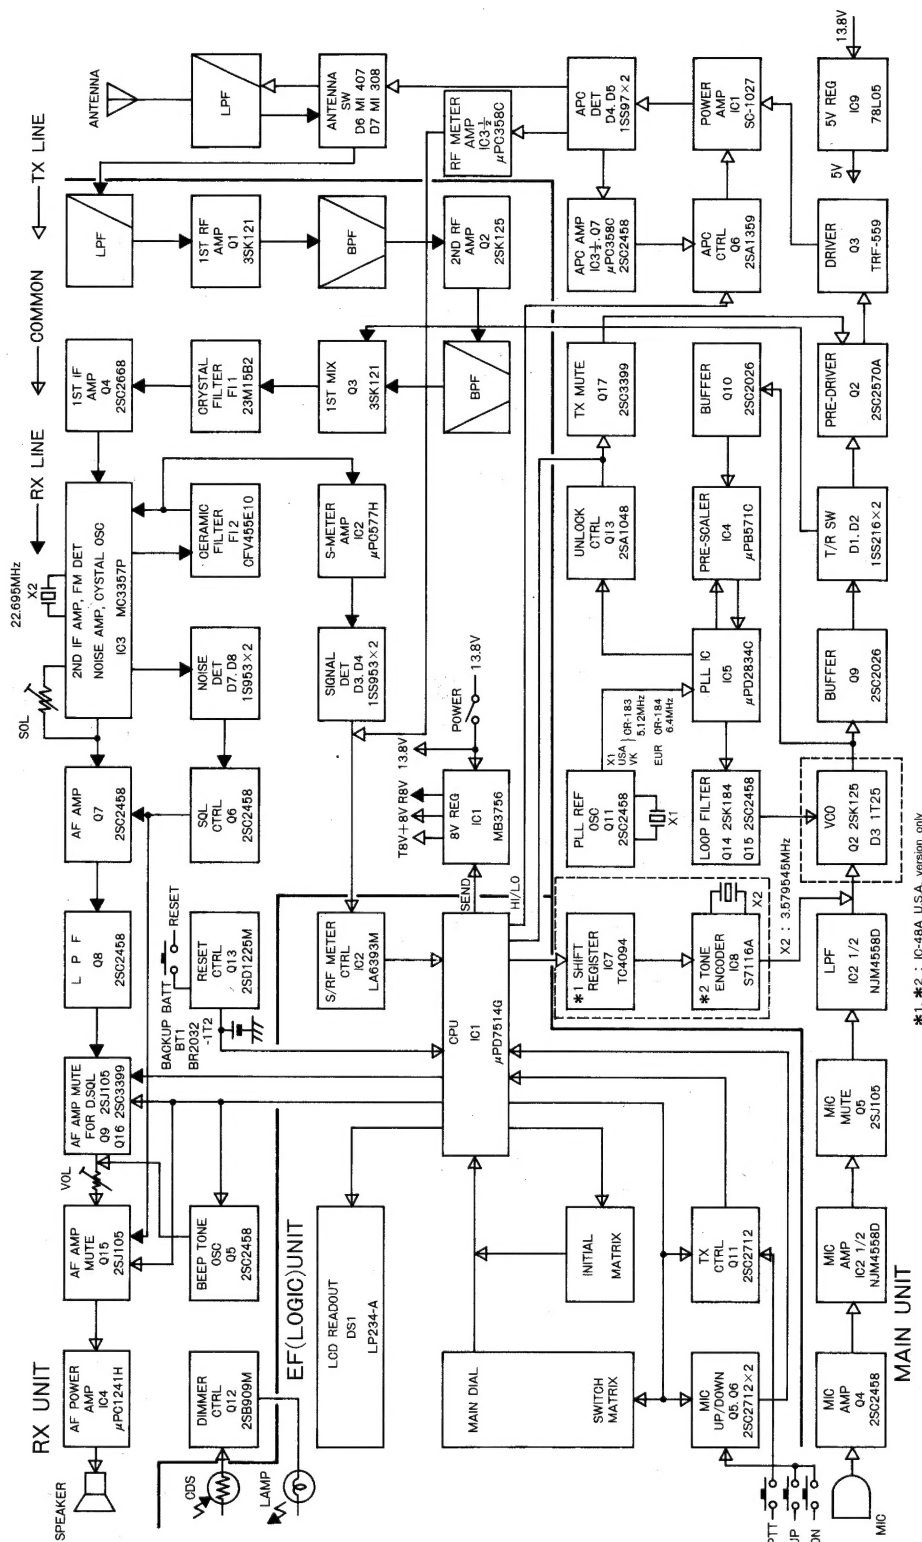 RX UNIT
RX LINE
COMMON
TX LINE
SPEAKER
AF POWER
AMP
IC4
μPC1241H
AF AMP
MUTE
Q15
2SJ105
VOL
AF AMP MUTE
FOR D.SQL
Q9 2SJ105
Q16 2SC3399
L P F
Q8
2SC2458
AF AMP
Q7
2SC2458
SQL
22.695MHz
X2
2ND IF AMP, FM DET
NOISE AMP, CYSTAL OSC
IC3 MC3357P
1ST IF
AMP
Q4
2SC2668
LPF
ANTENNA
LPF
CDS
DIMMER
CTRL
Q12
2SB909M
BEEP TONE
OSC
Q5
2SC2458
BACKUP BATT
BT1
BR2032
-1T2
RESET
RESET
CTRL
Q13
2SD1225M
SQL
CTRL
Q6
2SC2458
NOISE
DET
D7. D8
1S953×2
CERAMIC
FILTER
FI2
CFV455E10
CRYSTAL
FILTER
FI1
23M15B2
1ST RF
AMP
Q1
3SK121
LAMP
EF(LOGIC)UNIT
LCD READOUT
DS1
LP234-A
S/RF METER
CTRL
IC2
LA6393M
SIGNAL
DET
D3. D4
1SS953×2
S-METER
AMP
IC2
μPC577H
1ST MIX
Q3
3SK121
BPF
ANTENNA
SW
D6 MI 407
D7 MI 308
MAIN DIAL
SWITCH
MATRIX
INITIAL
MATRIX
CPU
IC1
μPD7514G
SEND
HI/LO
T8V+8V R8V
13.8V
8V REG
IC1
MB3756
POWER
13.8V
BPF
2ND RF
AMP
Q2
2SK125
RF METER
AMP
IC3-½
μPC358C
*1 SHIFT
REGISTER
IC7
TC4094
PLL REF
OSC
Q11
2SC2458
X1
X1
USA
VK
CR-183
5.12MHz
EUR CR-184
6.4MHz
UNLOCK
CTRL
Q13
2SA1048
TX MUTE
Q17
2SC3399
APC AMP
IC3-½. Q7
μPC358C
2SC2458
APC
DET
D4. D5
1SS97×2
PTT
UP
DN
MIC
UP/DOWN
Q5. Q6
2SC2712×2
TX
CTRL
Q11
2SC2712
*2 TONE
ENCODER
IC8
S7116A
X2
X2 : 3.579545MHz
LOOP FILTER
Q14 2SK184
Q15 2SC2458
PLL IC
IC5
μPD2834C
PRE-SCALER
IC4
μPB571C
BUFFER
Q10
2SC2026
APC
CTRL
Q6
2SA1359
POWER
AMP
IC1
SC-1027
MIC
MIC
AMP
Q4
2SC2458
MIC
AMP
IC2 1/2
NJM4558D
MIC
MUTE
Q5
2SJ105
LPF
IC2 1/2
NJM4558D
VCO
Q2 2SK125
D3 1T25
BUFFER
Q9
2SC2026
T/R SW
D1. D2
1SS216×2
PRE-DRIVER
Q2
2SC2570A
DRIVER
Q3
TRF-559
5V
5V REG
IC9
78L05
13.8V
MAIN UNIT
*1. *2 : IC-48A U.S.A. version only